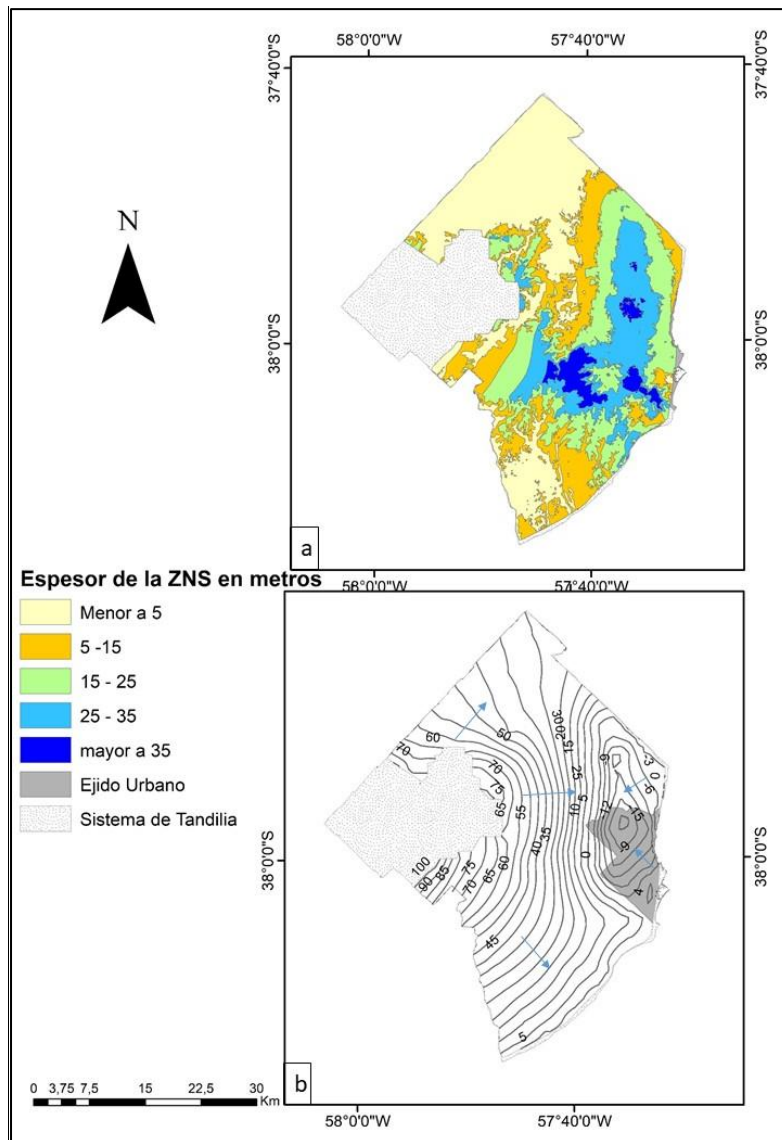 58°0'0"W
57°40'0"W
37°40'0"S
37°40'0"S
N
38°0'0"S
38°0'0"S
a
58°0'0"W
57°40'0"W
Espesor de la ZNS en metros
Menor a 5
5 -15
15 - 25
25 - 35
mayor a 35
Ejido Urbano
Sistema de Tandilia
60
50
30
20
15
-9
-3
0
70
70
25
-6
75
65
55
10
5
-12
-15
40
35
0
-9
38°0'0"S
38°0'0"S
100
90
85
75
70
65
60
4
45
5
b
0
3,75
7,5
15
22,5
30
Km
58°0'0"W
57°40'0"W